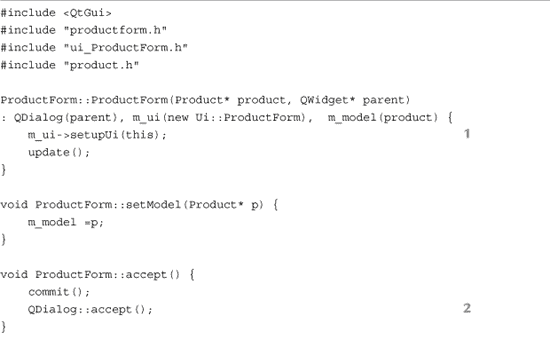 #include <QtGui>
#include "productform.h"
#include "ui_ProductForm.h"
#include "product.h"
ProductForm::ProductForm(Product* product, QWidget* parent)
: QDialog(parent), m_ui(new Ui::ProductForm),  m_model(product) {
    m_ui->setupUi(this); 1
    update();
}
void ProductForm::setModel(Product* p) {
    m_model =p;
}
void ProductForm::accept() {
    commit();
    QDialog::accept(); 2
}